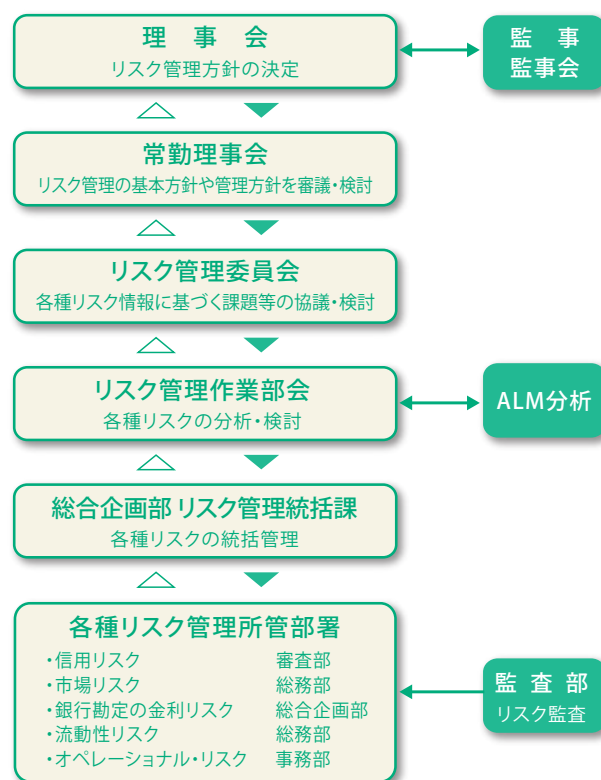 理事会
リスク管理方針の決定
監事
監事会
常勤理事会
リスク管理の基本方針や管理方針を審議・検討
リスク管理委員会
各種リスク情報に基づく課題等の協議・検討
リスク管理作業部会
各種リスクの分析・検討
ALM分析
総合企画部 リスク管理統括課
各種リスクの統括管理
各種リスク管理所管部署
・信用リスク 審査部
・市場リスク 総務部
・銀行勘定の金利リスク 総合企画部
・流動性リスク 総務部
・オペレーショナル・リスク 事務部
監査部
リスク監査